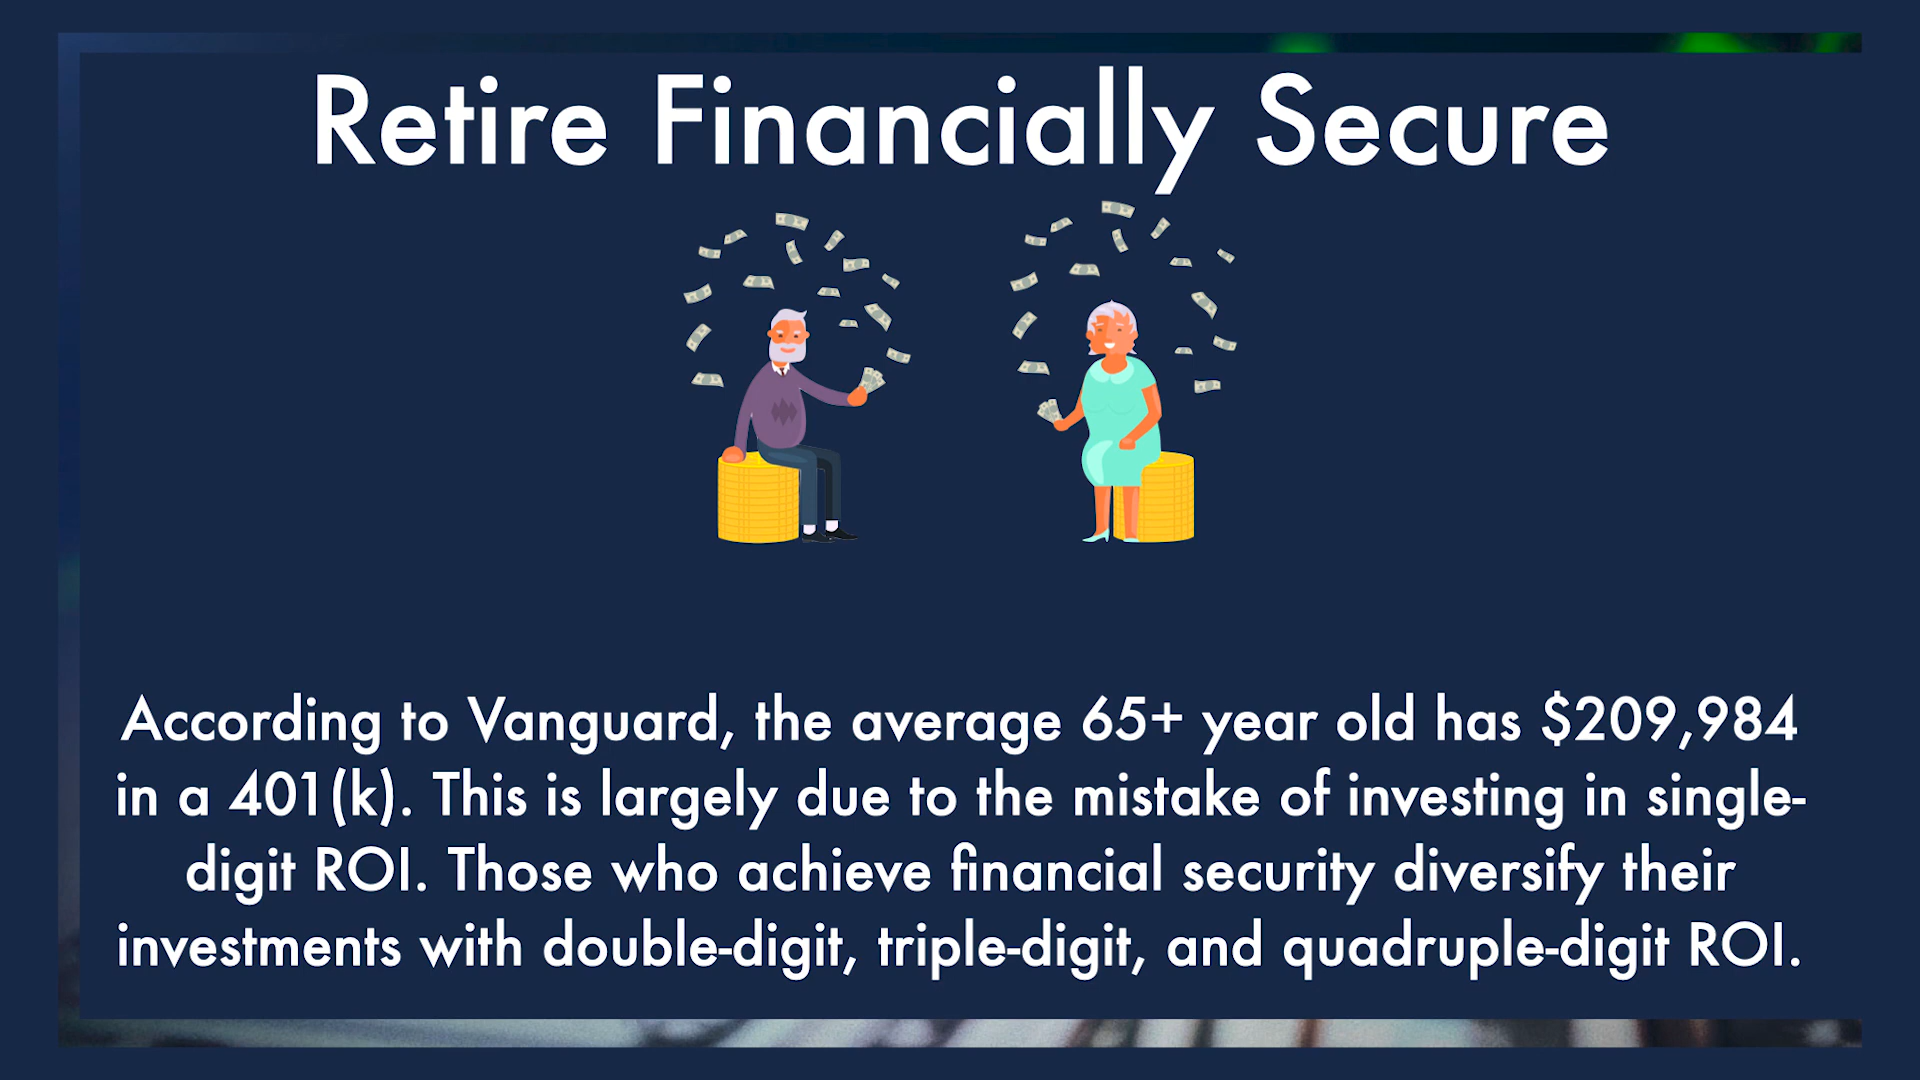 Retire Financially Secure
According to Vanguard, the average 65+ year old has $209,984
in a 401(k). This is largely due to the mistake of investing in single-
digit ROI. Those who achieve financial security diversify their
investments with double-digit, triple-digit, and quadruple-digit ROI.